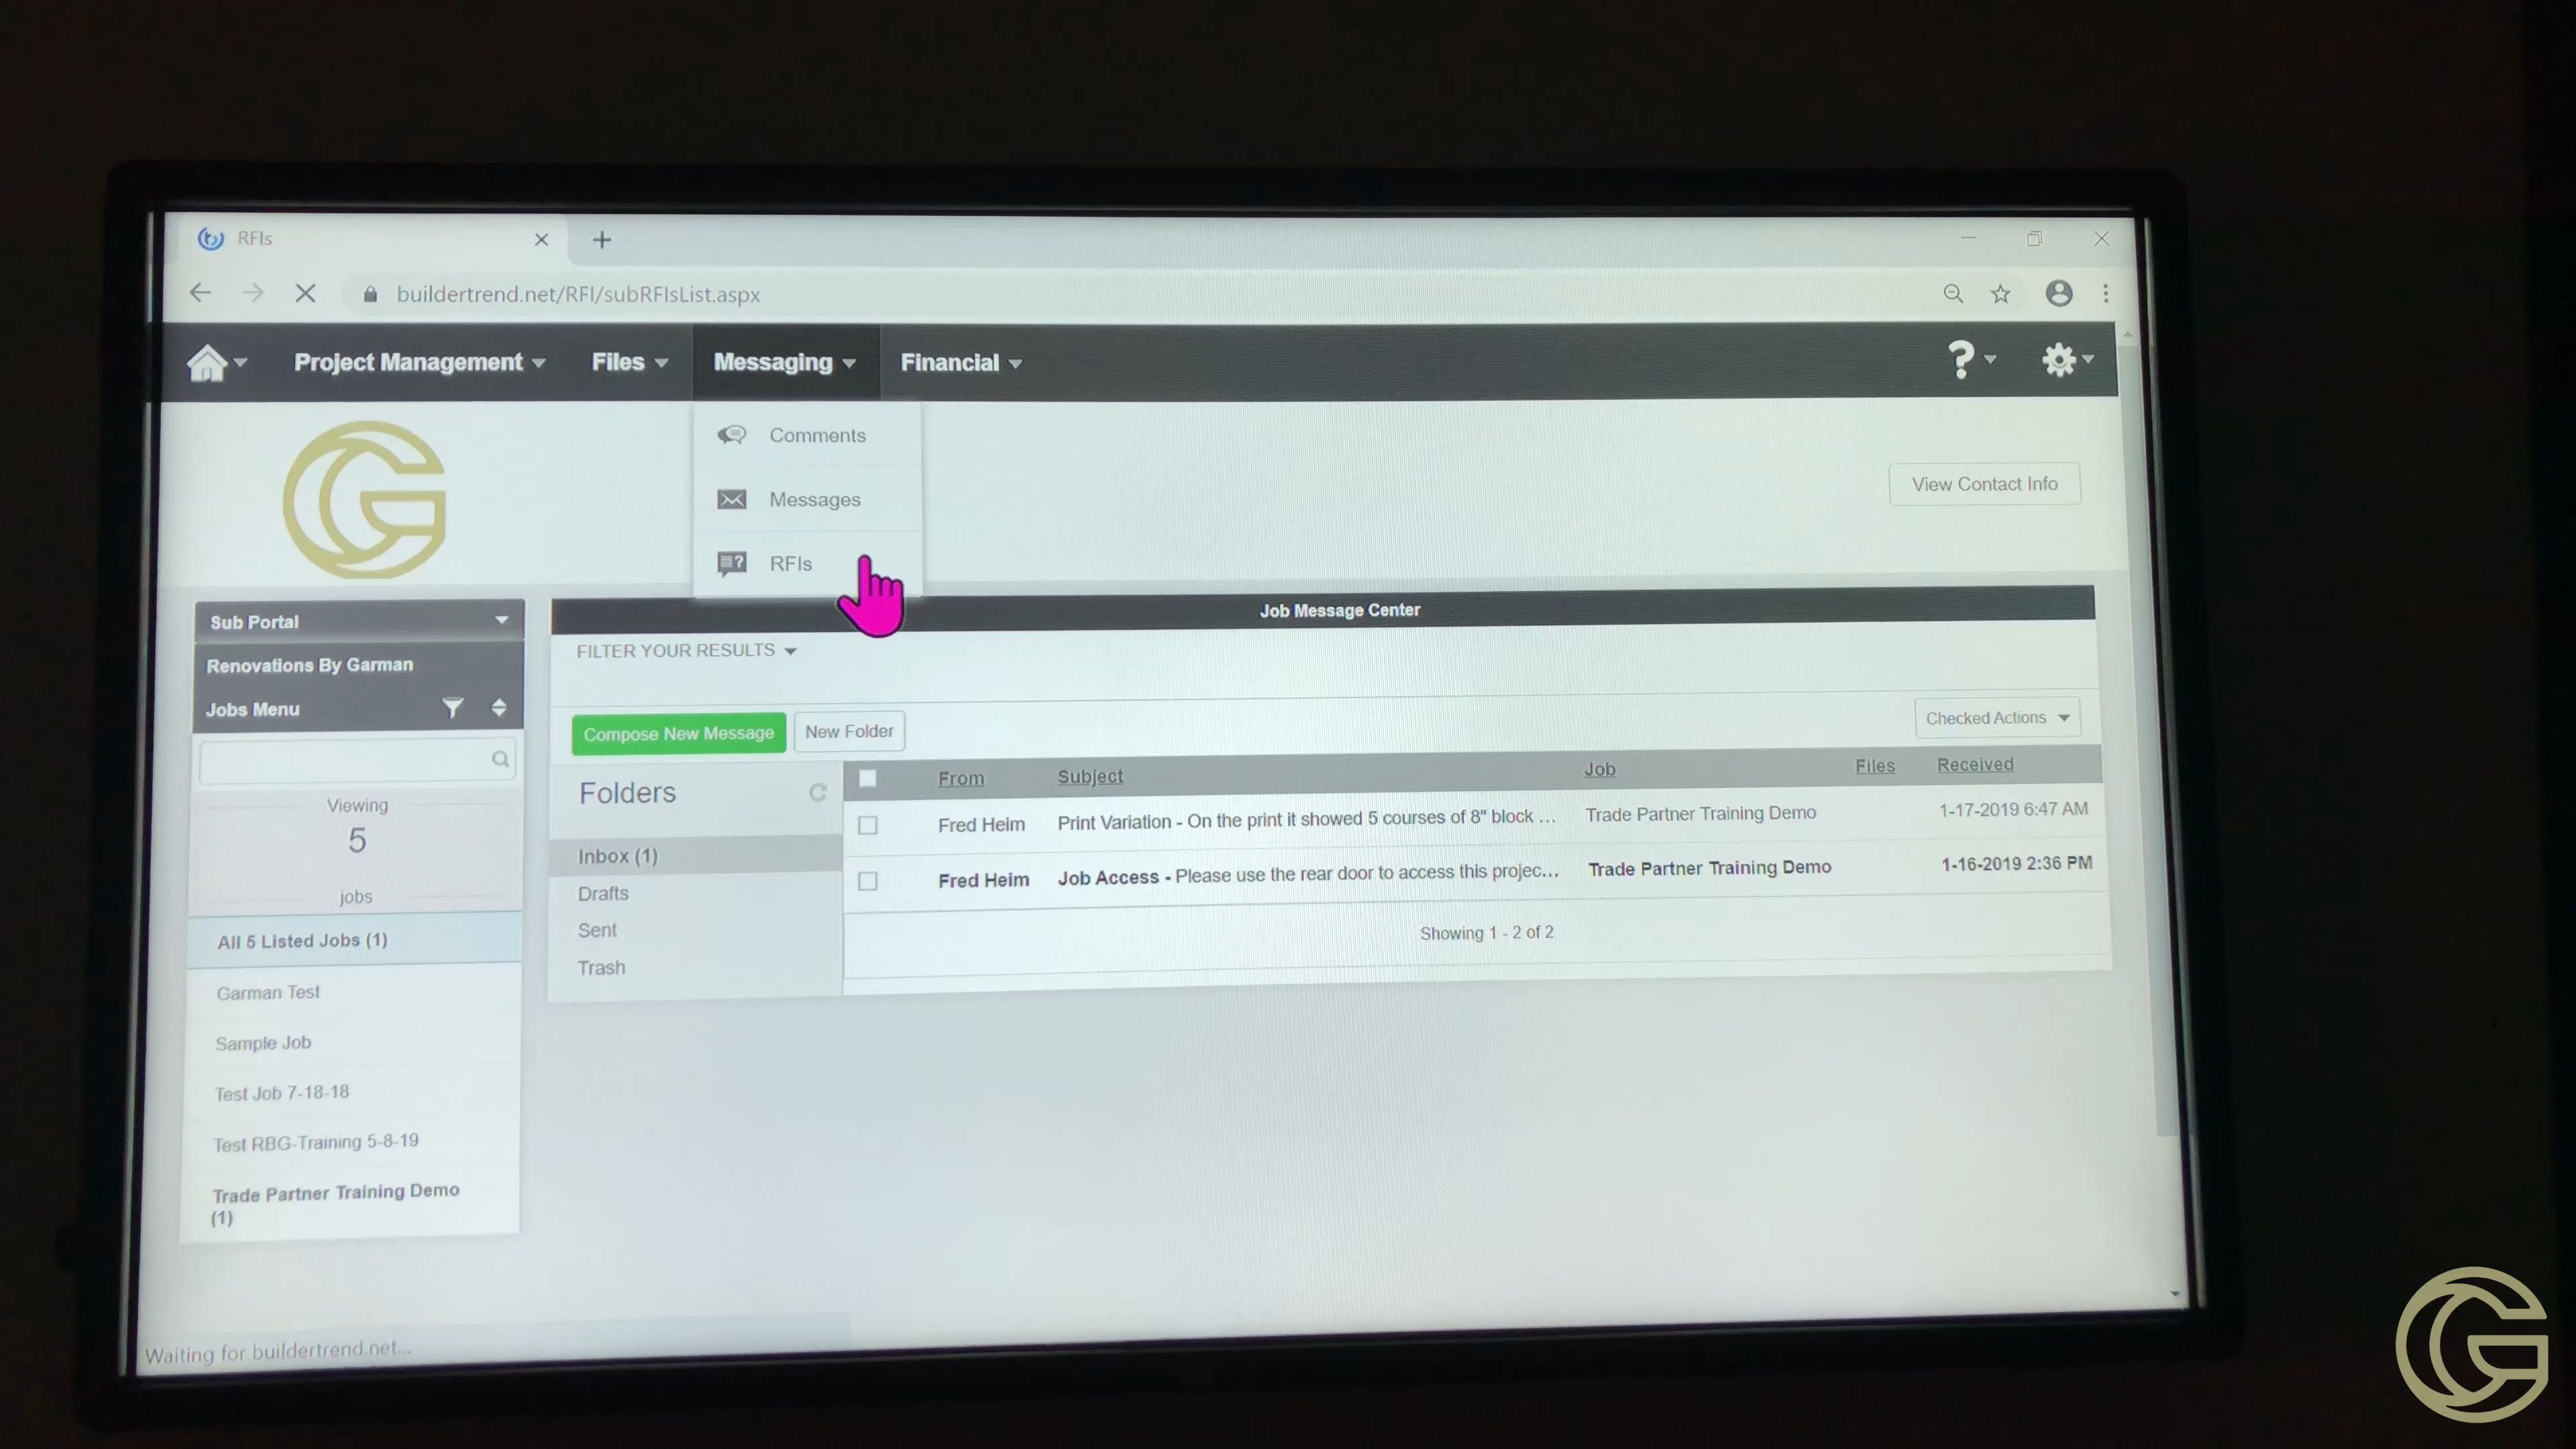 RFIs
buildertrend.net/RFI/subRFIsList.aspx
Project Management Files Messaging Financial
Comments
Messages
RFIs
View Contact Info
Sub Portal
Renovations By Garman
Jobs Menu
Viewing
5
jobs
All 5 Listed Jobs (1)
Garman Test
Sample Job
Test Job 7-18-18
Test RBG-Training 5-8-19
Trade Partner Training Demo
(1)
Job Message Center
FILTER YOUR RESULTS
Compose New Message New Folder Checked Actions
Folders
Inbox (1)
Drafts
Sent
Trash
From Subject Job Files Received
Fred Heim Print Variation - On the print it showed 5 courses of 8" block ... Trade Partner Training Demo 1-17-2019 6:47 AM
Fred Heim Job Access - Please use the rear door to access this projec... Trade Partner Training Demo 1-16-2019 2:36 PM
Showing 1 - 2 of 2
Waiting for buildertrend.net...